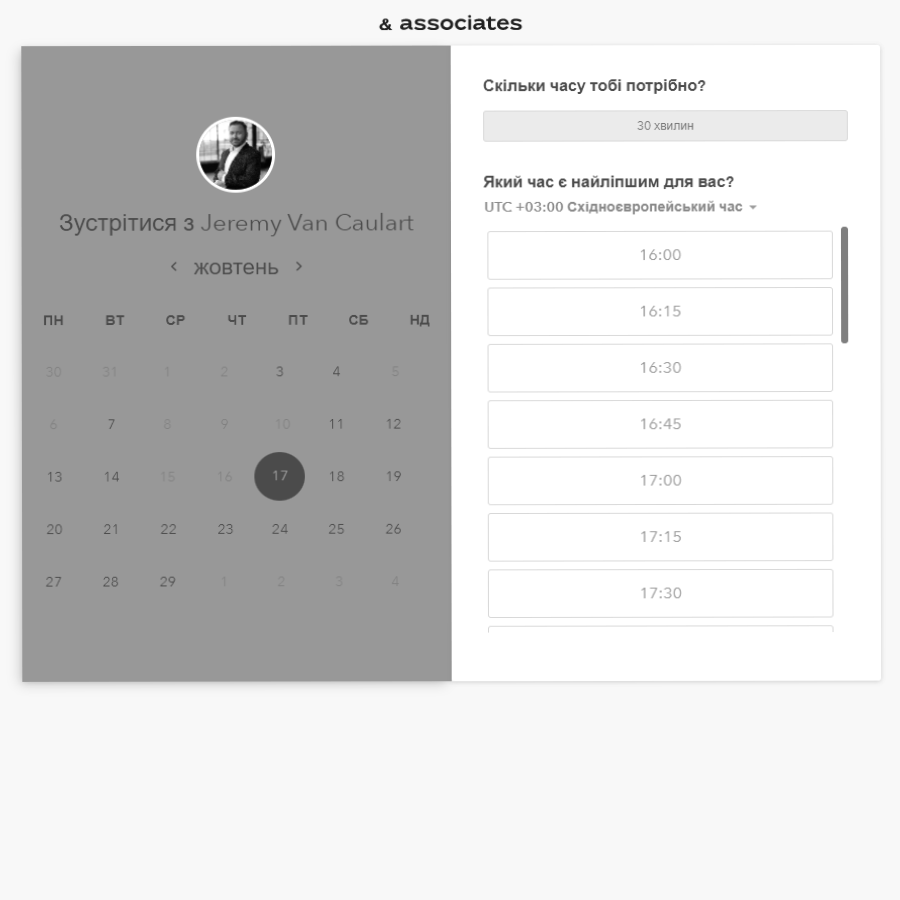 & associates
Зустрітися з Jeremy Van Caulart
жовтень
ПН ВТ СР ЧТ ПТ СБ НД
30 31 1 2 3 4 5
6 7 8 9 10 11 12
13 14 15 16 17 18 19
20 21 22 23 24 25 26
27 28 29 1 2 3 4
Скільки часу тобі потрібно?
30 хвилин
Який час є найліпшим для вас?
UTC +03:00 Східноєвропейський час
16:00
16:15
16:30
16:45
17:00
17:15
17:30